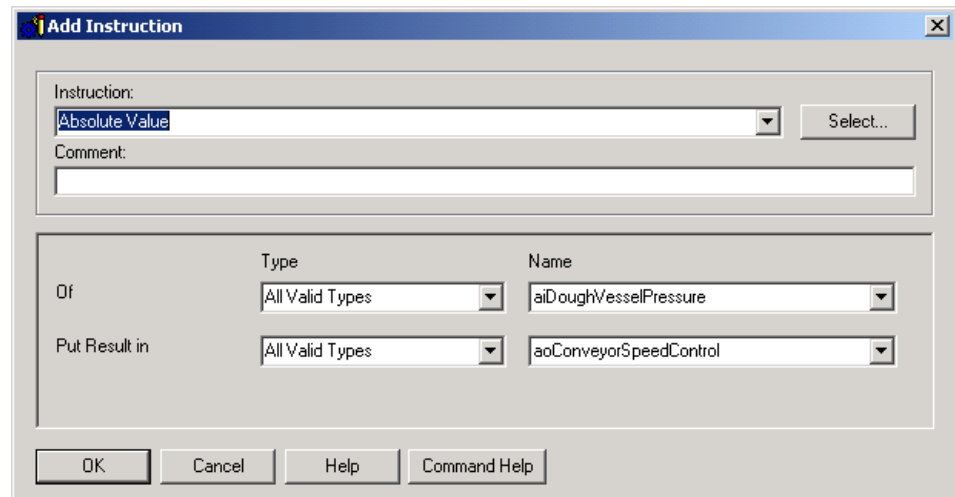 Add Instruction
Instruction:
Absolute Value
Select...
Comment:
Type Name
Of All Valid Types aiDoughVesselPressure
Put Result in All Valid Types aoConveyorSpeedControl
OK Cancel Help Command Help